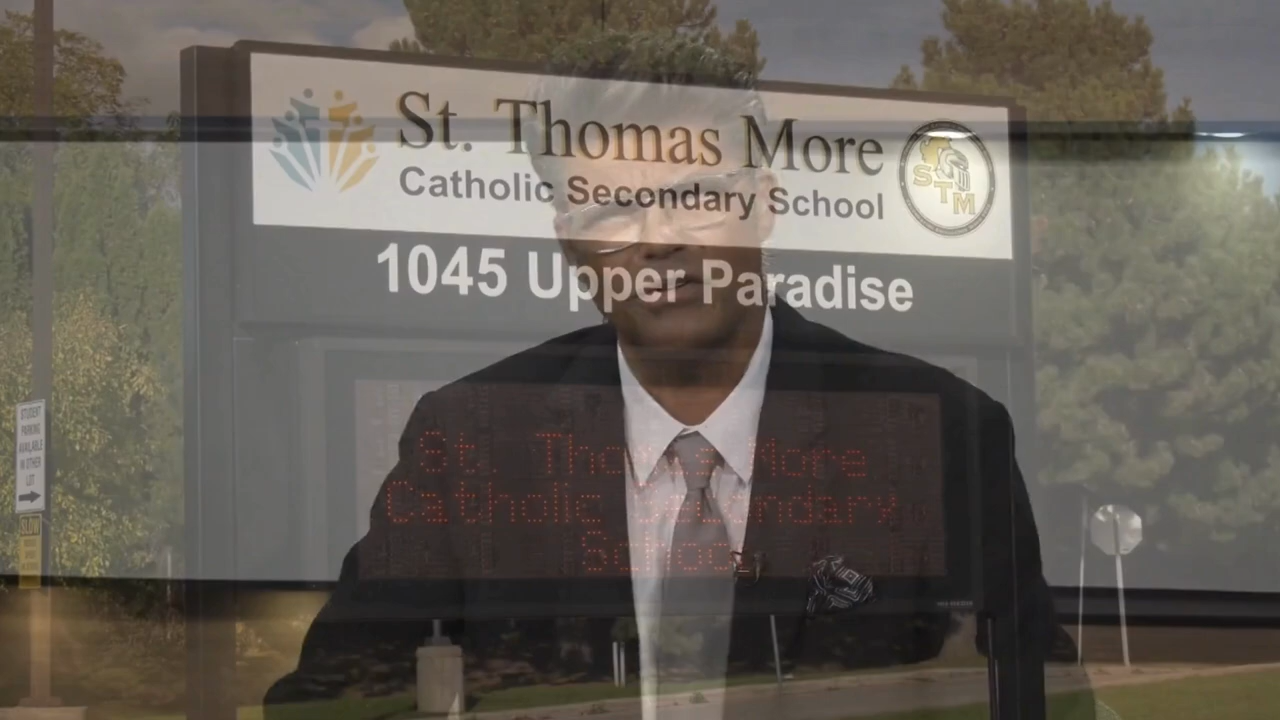 St. Thomas More
Catholic Secondary School
STM
1045 Upper Paradise
St. Thomas More
Catholic Secondary
School
STUDENT
PARKING
AVAILABLE
IN OTHER
LOT
SLOW